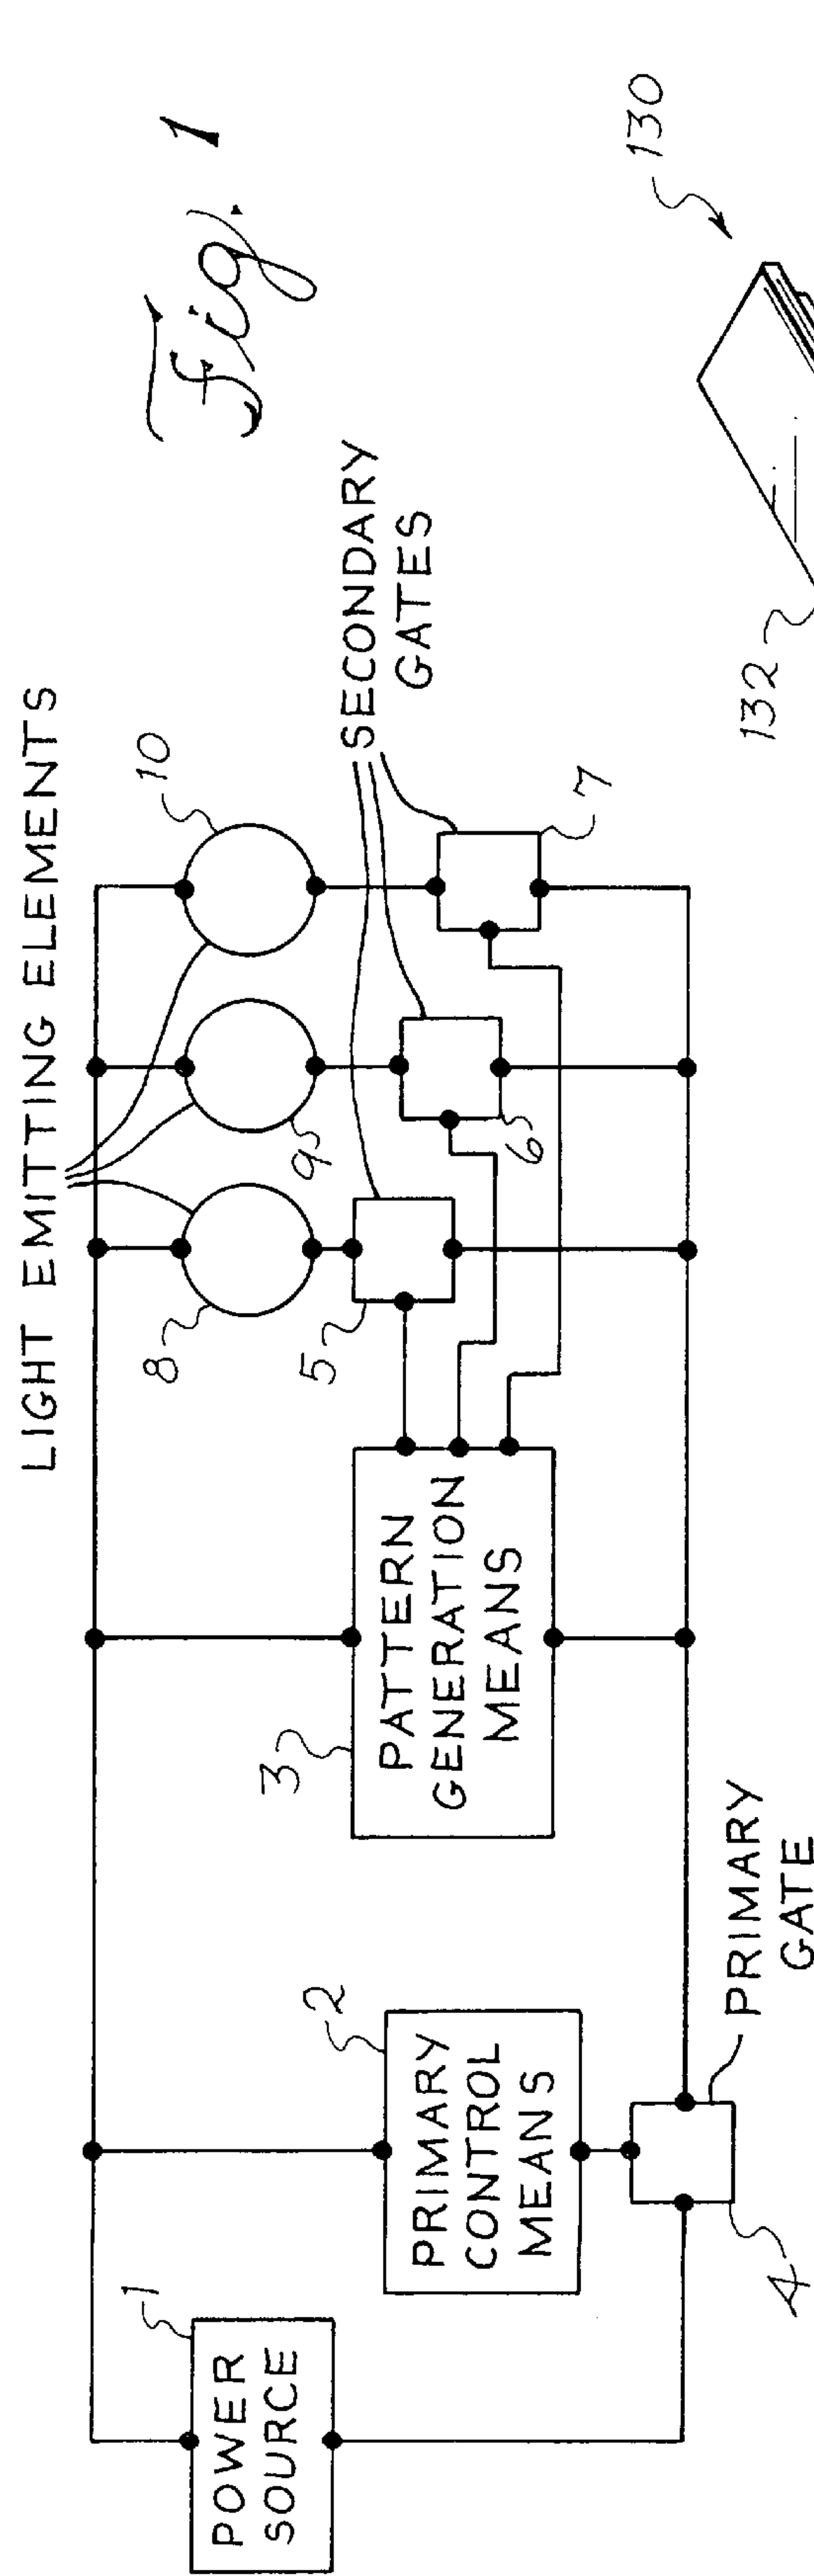 Fig. 1
LIGHT EMITTING ELEMENTS
10
9
8
SECONDARY
GATES
7
6
5
PATTERN
GENERATION
MEANS
3
PRIMARY
CONTROL
MEANS
2
POWER
SOURCE
1
PRIMARY
GATE
4
130
132